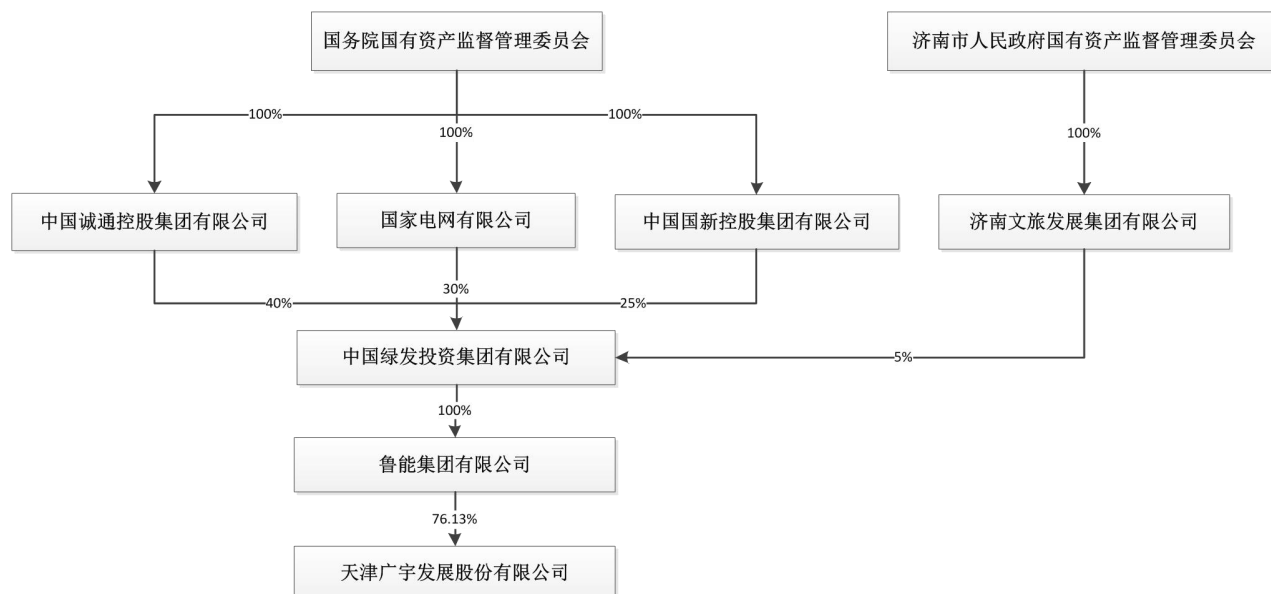 国务院国有资产监督管理委员会
济南市人民政府国有资产监督管理委员会
100%
100%
100%
100%
中国诚通控股集团有限公司
国家电网有限公司
中国国新控股集团有限公司
济南文旅发展集团有限公司
40%
30%
25%
中国绿发投资集团有限公司
5%
100%
鲁能集团有限公司
76.13%
天津广宇发展股份有限公司